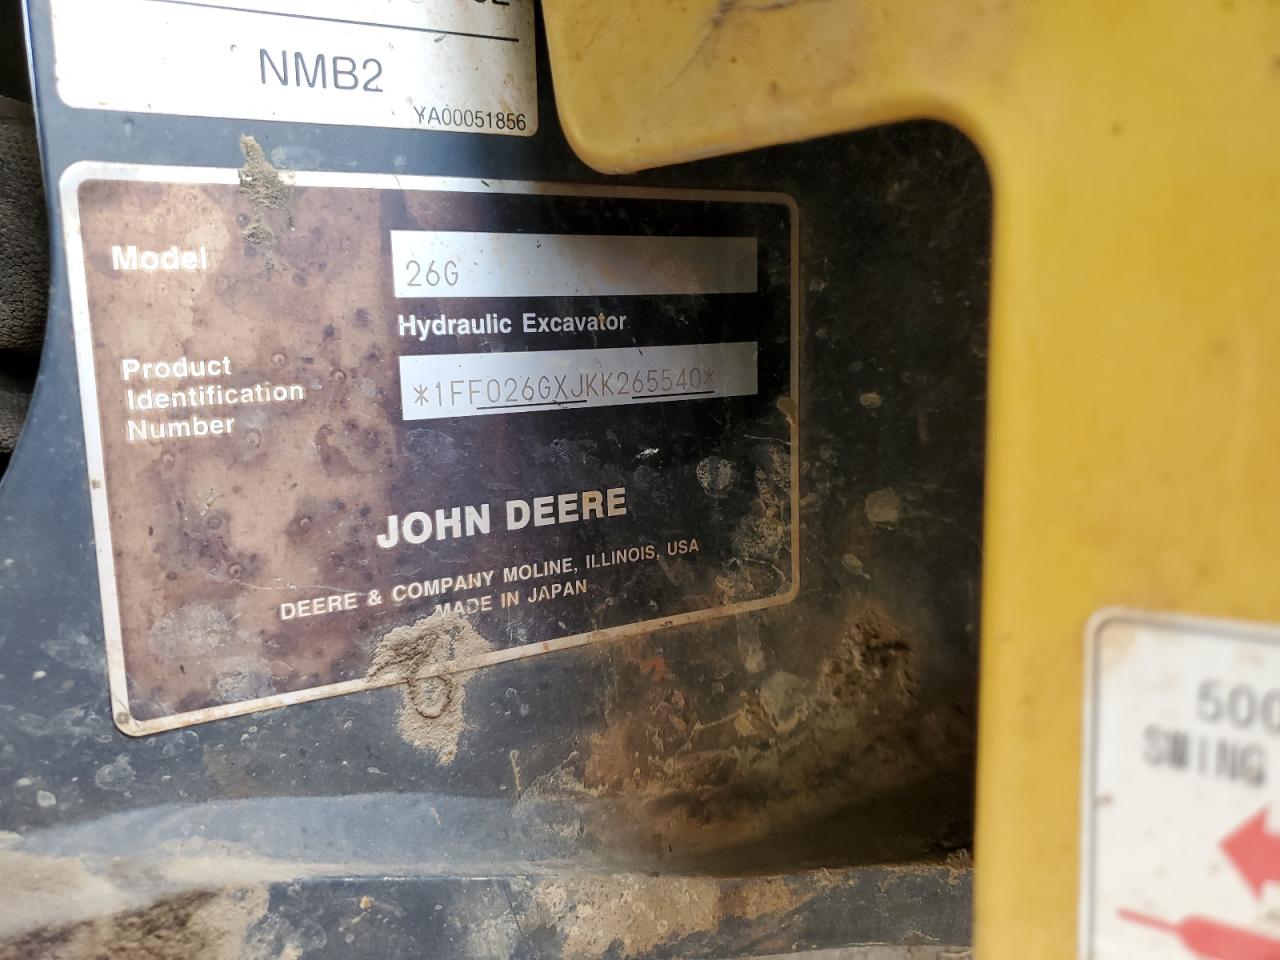 NMB2
YA00051856
Model
26G
Hydraulic Excavator
Product
Identification
Number
*1FF026GXJKK265540*
JOHN DEERE
DEERE & COMPANY MOLINE, ILLINOIS, USA
MADE IN JAPAN
500
SWING